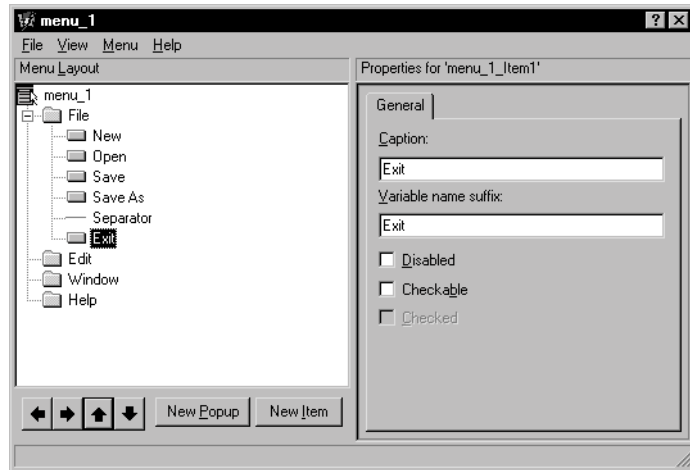 menu_1
File View Menu Help
Menu Layout
menu_1
File
New
Open
Save
Save As
Separator
Exit
Edit
Window
Help
New Popup New Item
Properties for 'menu_1_Item1'
General
Caption:
Exit
Variable name suffix:
Exit
Disabled
Checkable
Checked